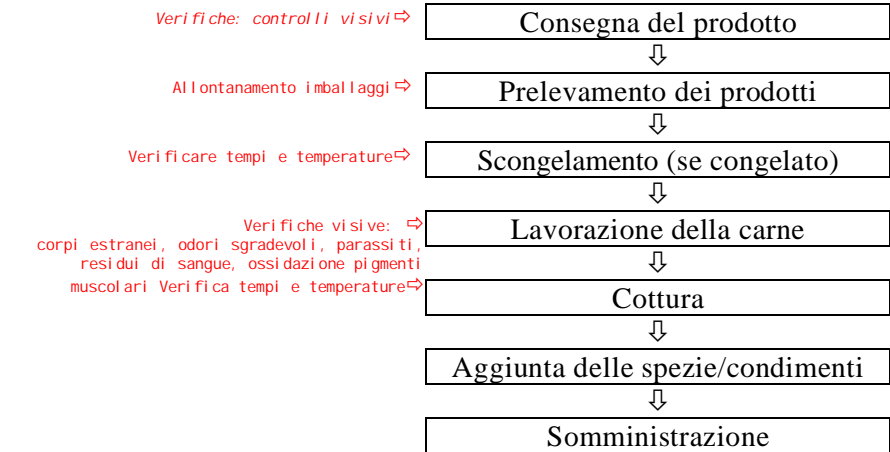 Verifiche: controlli visivi⇨ Consegna del prodotto
⇩
Allontanamento imballaggi⇨ Prelevamento dei prodotti
⇩
Verificare tempi e temperature⇨ Scongelamento (se congelato)
⇩
Verifiche visive: ⇨ Lavorazione della carne
corpi estranei, odori sgradevoli, parassiti,
residui di sangue, ossidazione pigmenti
⇩
muscolari Verifica tempi e temperature⇨ Cottura
⇩
Aggiunta delle spezie/condimenti
⇩
Somministrazione